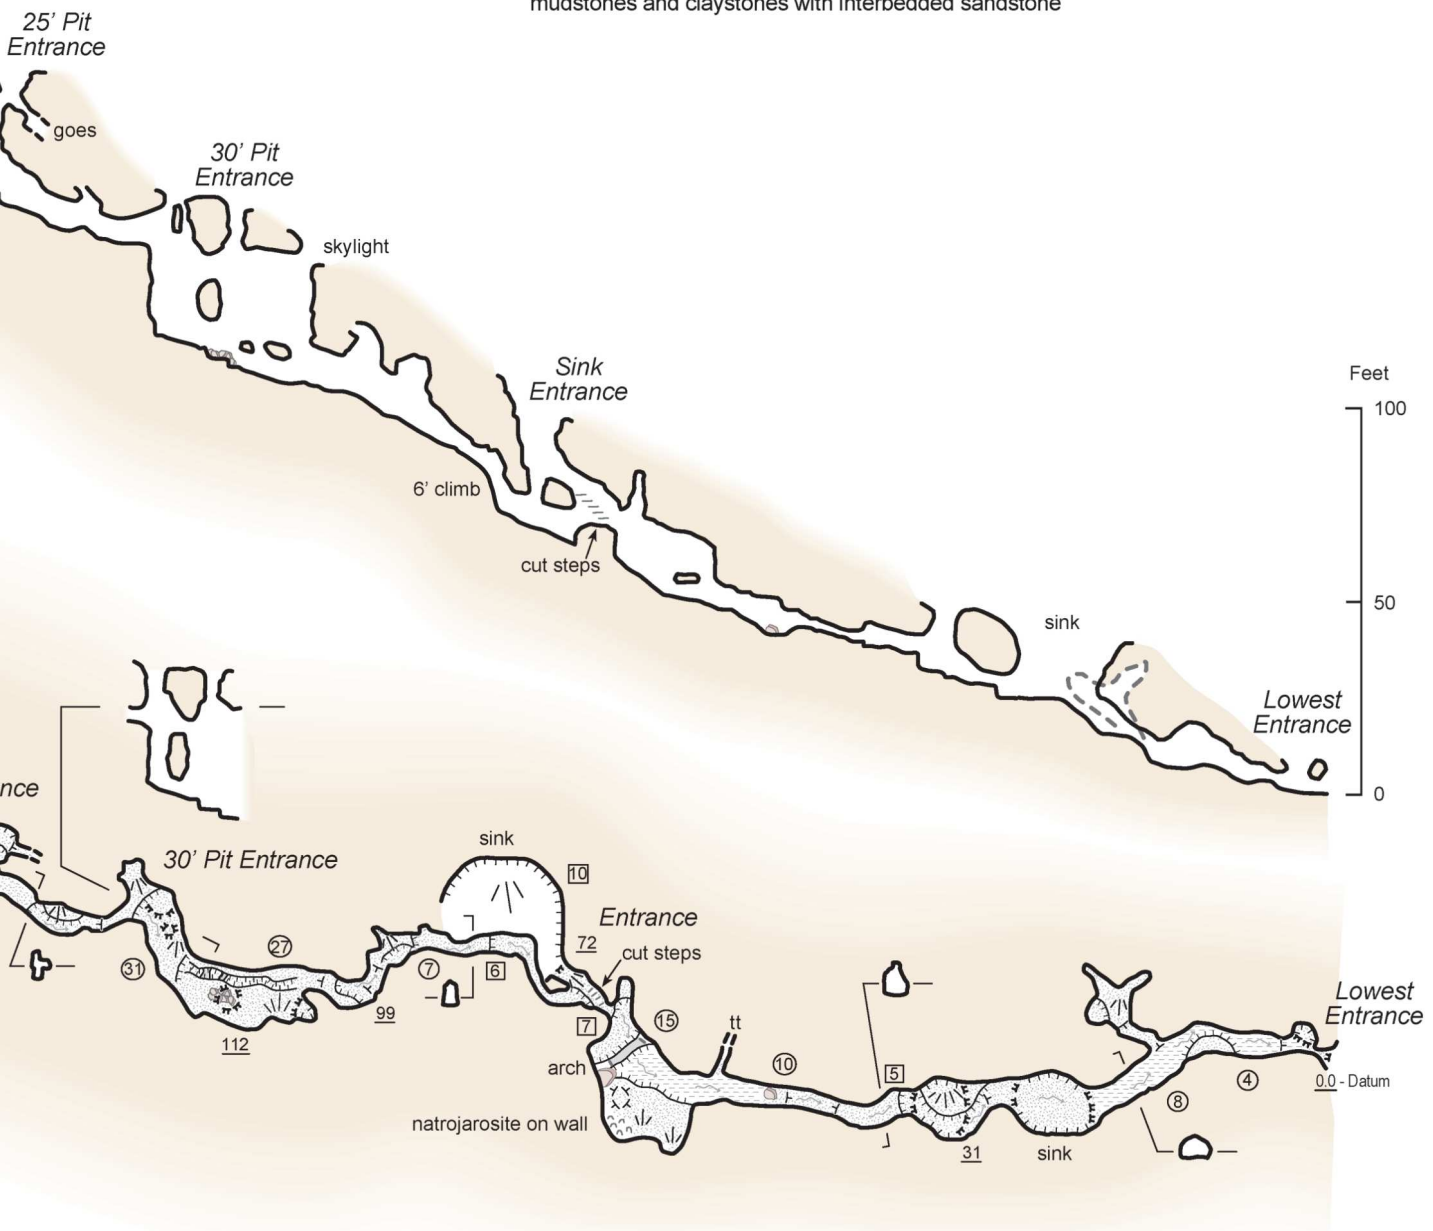 mudstones and claystones with interbedded sandstone
25' Pit
Entrance
goes
30' Pit
Entrance
skylight
Sink
Entrance
6' climb
cut steps
Feet
100
50
0
sink
Lowest
Entrance
nce
30' Pit Entrance
sink
10
Entrance
72
cut steps
27
31
7
6
99
112
7
15
tt
arch
10
5
natrojarosite on wall
31
sink
8
4
Lowest
Entrance
0.0 - Datum